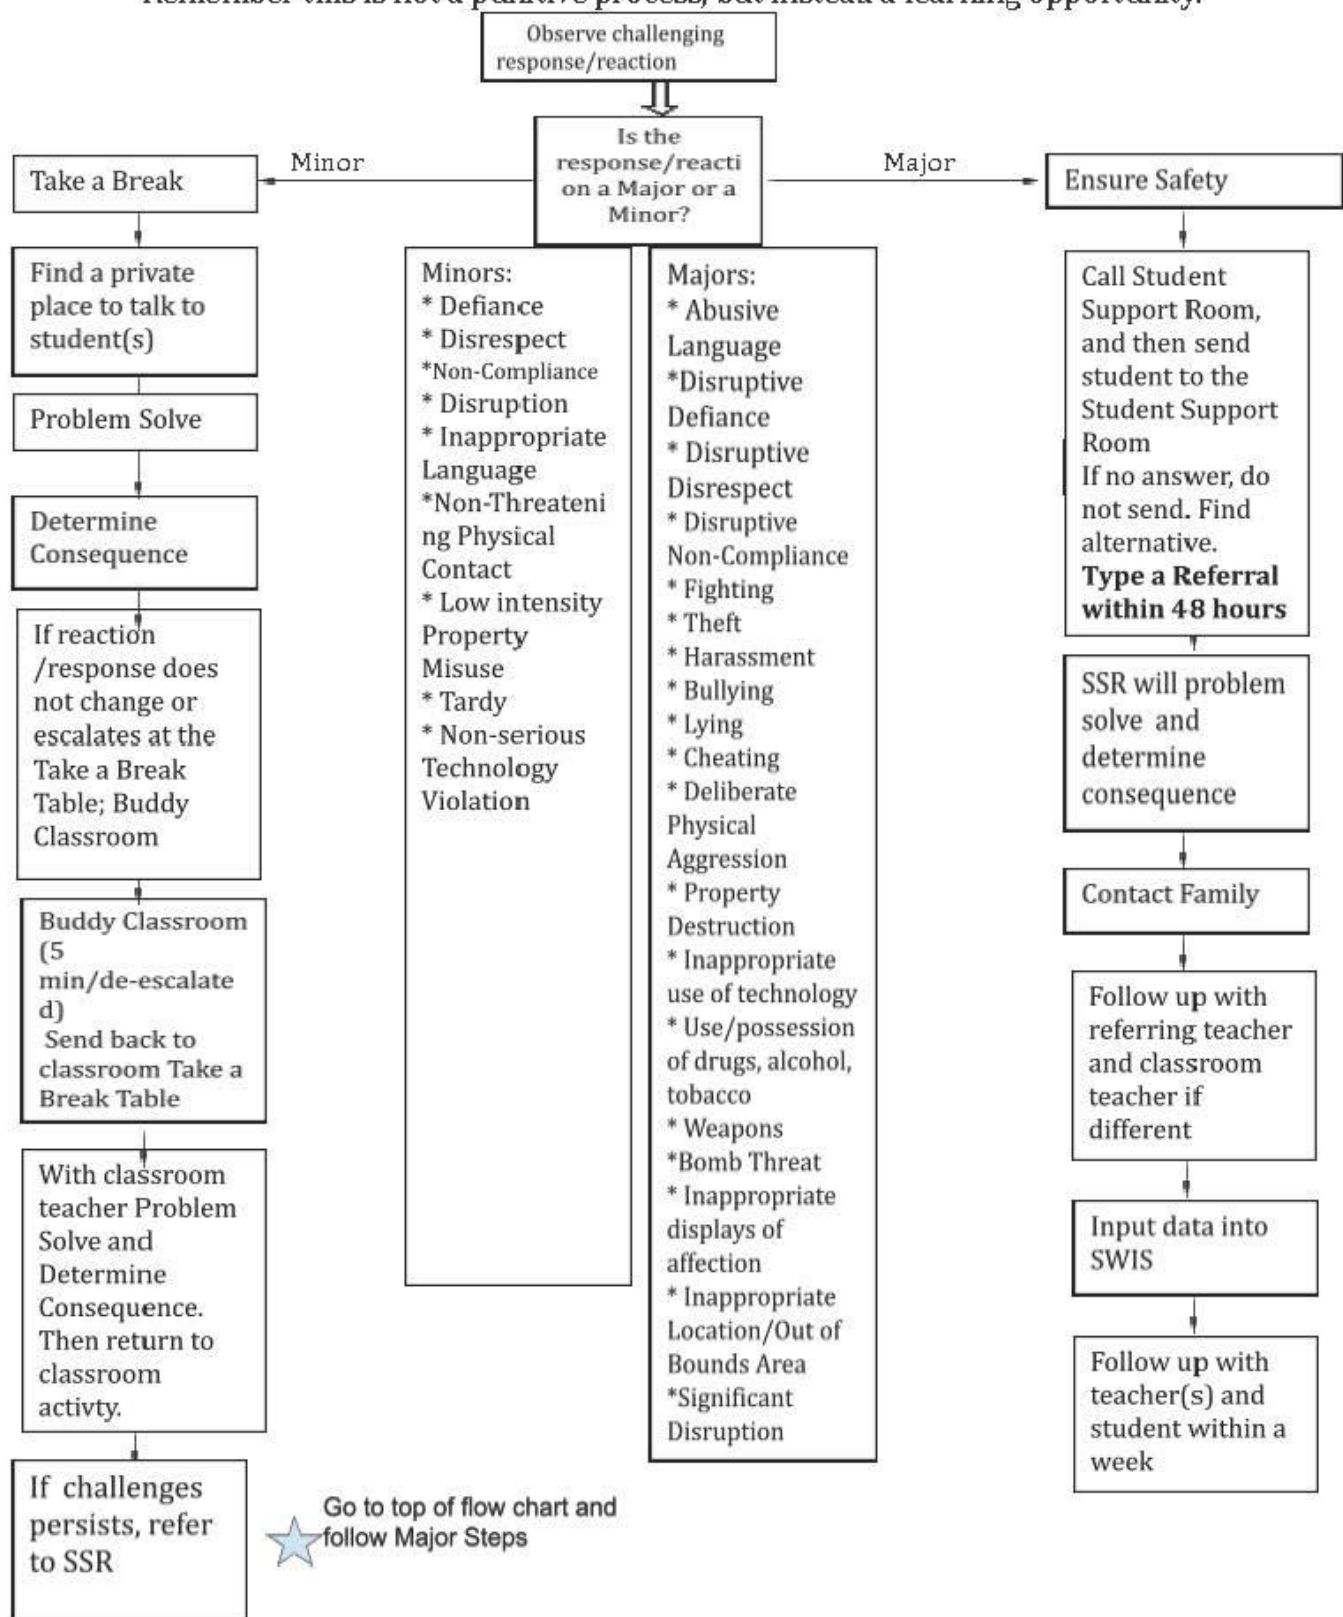 Remember this is not a punitive process, but instead a learning opportunity.
Observe challenging
response/reaction
Is the
response/reacti
on a Major or a
Minor?
Minor
Major
Take a Break
Find a private
place to talk to
student(s)
Problem Solve
Determine
Consequence
If reaction
/response does
not change or
escalates at the
Take a Break
Table; Buddy
Classroom
Buddy Classroom
(5
min/de-escalate
d)
Send back to
classroom Take a
Break Table
With classroom
teacher Problem
Solve and
Determine
Consequence.
Then return to
classroom
activty.
If challenges
persists, refer
to SSR
Go to top of flow chart and
follow Major Steps
Minors:
* Defiance
* Disrespect
*Non-Compliance
* Disruption
* Inappropriate
Language
*Non-Threateni
ng Physical
Contact
* Low intensity
Property
Misuse
* Tardy
* Non-serious
Technology
Violation
Majors:
* Abusive
Language
*Disruptive
Defiance
* Disruptive
Disrespect
* Disruptive
Non-Compliance
* Fighting
* Theft
* Harassment
* Bullying
* Lying
* Cheating
* Deliberate
Physical
Aggression
* Property
Destruction
* Inappropriate
use of technology
* Use/possession
of drugs, alcohol,
tobacco
* Weapons
*Bomb Threat
* Inappropriate
displays of
affection
* Inappropriate
Location/Out of
Bounds Area
*Significant
Disruption
Ensure Safety
Call Student
Support Room,
and then send
student to the
Student Support
Room
If no answer, do
not send. Find
alternative.
Type a Referral
within 48 hours
SSR will problem
solve and
determine
consequence
Contact Family
Follow up with
referring teacher
and classroom
teacher if
different
Input data into
SWIS
Follow up with
teacher(s) and
student within a
week